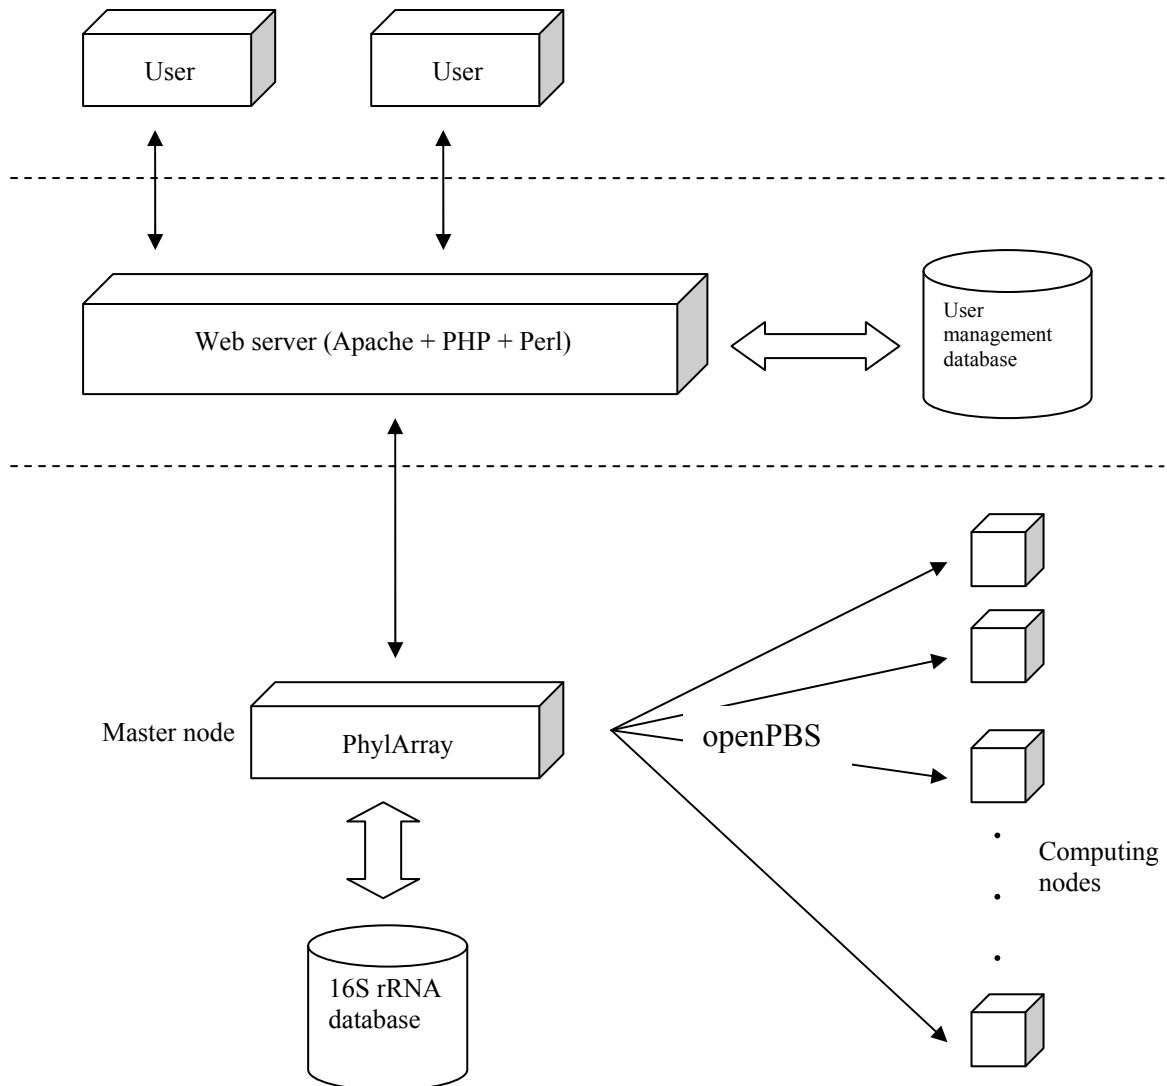 User
User
Web server (Apache + PHP + Perl)
User
management
database
Master node
PhylArray
openPBS
Computing
nodes
16S rRNA
database